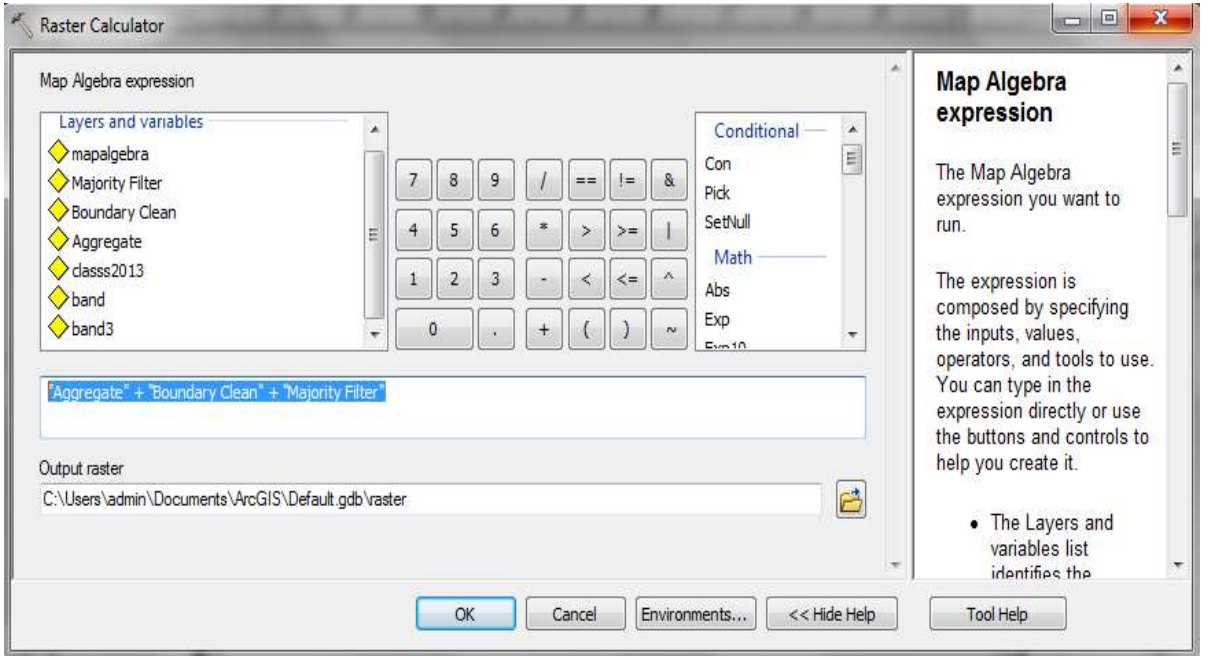 Raster Calculator
Map Algebra expression
Layers and variables
mapalgebra
Majority Filter
Boundary Clean
Aggregate
classs2013
band
band3
7 8 9 / == != &
4 5 6 * > >= |
1 2 3 - < <= ^
0 . + ( ) ~
Conditional
Con
Pick
SetNull
Math
Abs
Exp
Exp10
"Aggregate" + "Boundary Clean" + "Majority Filter"
Output raster
C:\Users\admin\Documents\ArcGIS\Default.gdb\raster
OK Cancel Environments... << Hide Help Tool Help
Map Algebra
expression
The Map Algebra
expression you want to
run.
The expression is
composed by specifying
the inputs, values,
operators, and tools to use.
You can type in the
expression directly or use
the buttons and controls to
help you create it.
• The Layers and
variables list
identifies the